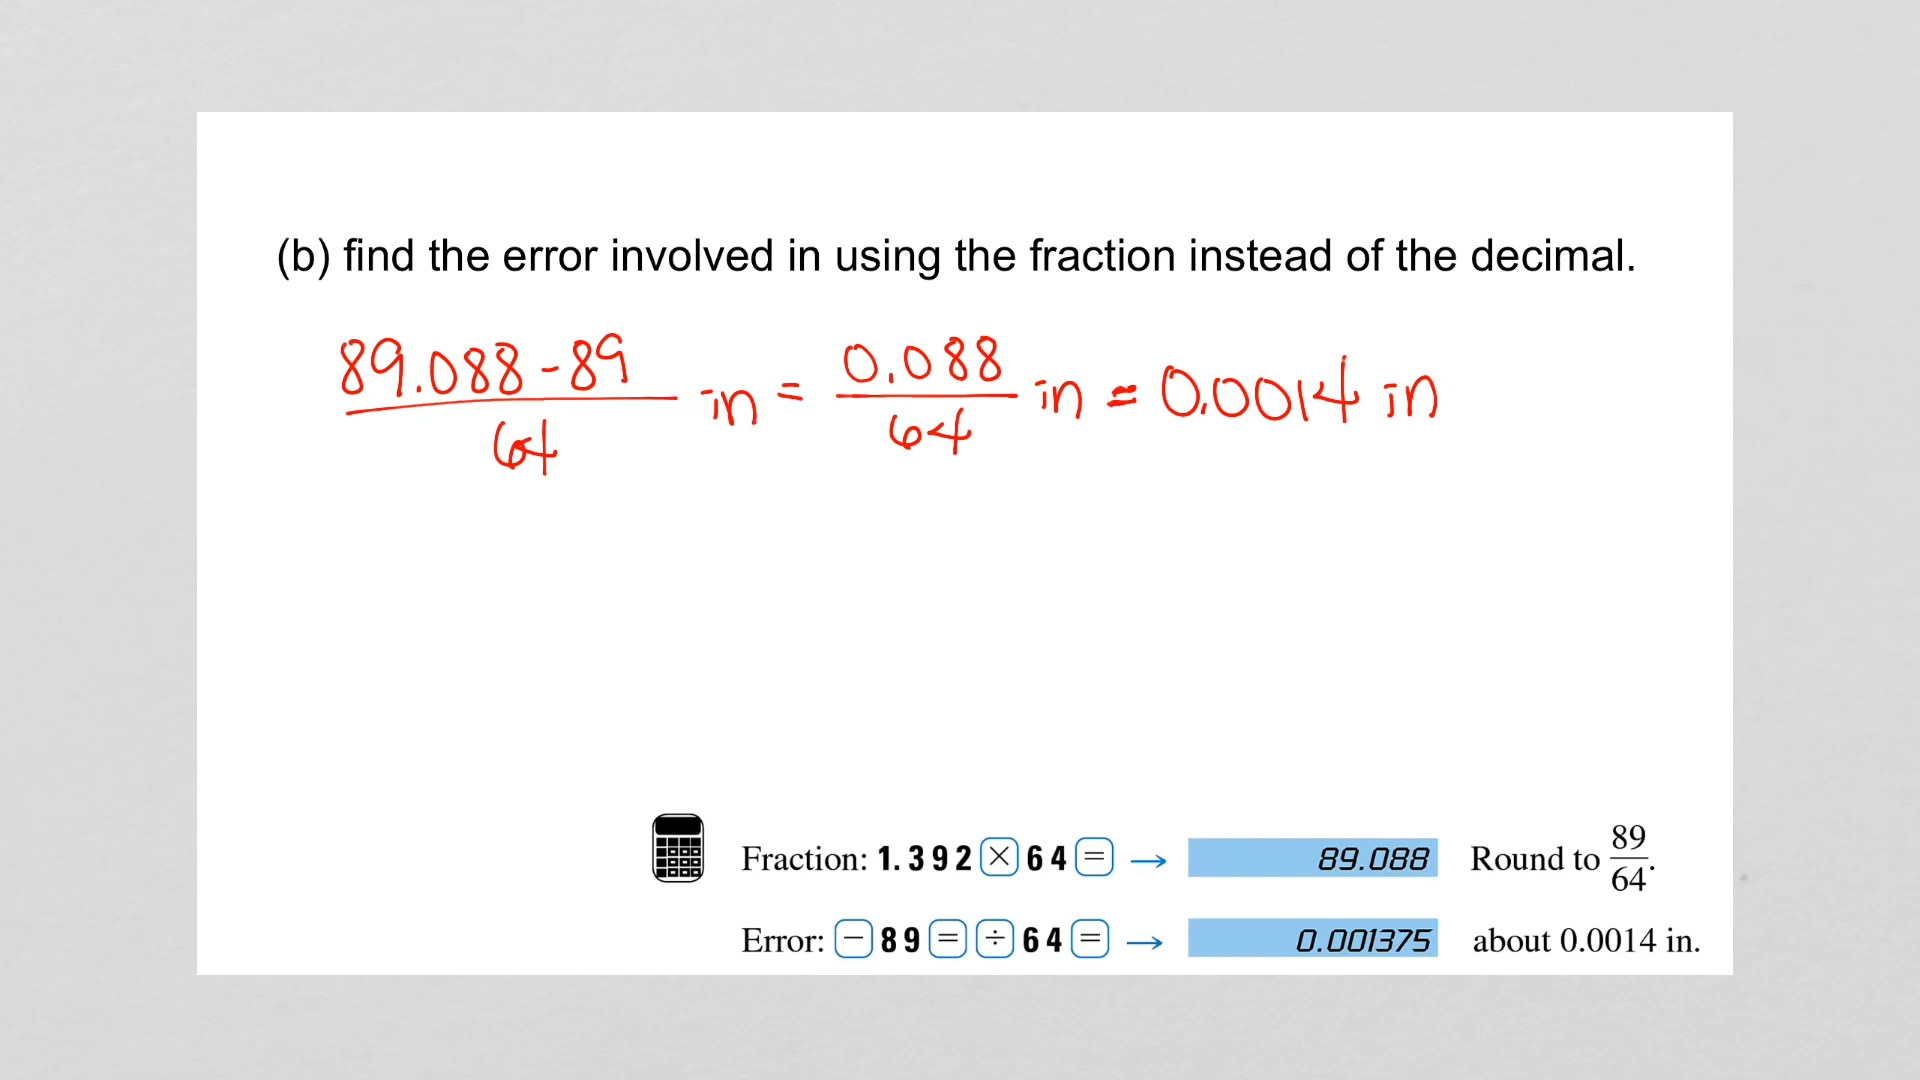 (b) find the error involved in using the fraction instead of the decimal.
89.088-89 / 64 in = 0.088 / 64 in = 0.0014 in
Fraction: 1.392 × 64 = → 89.088 Round to 89/64.
Error: − 89 = ÷ 64 = → 0.001375 about 0.0014 in.